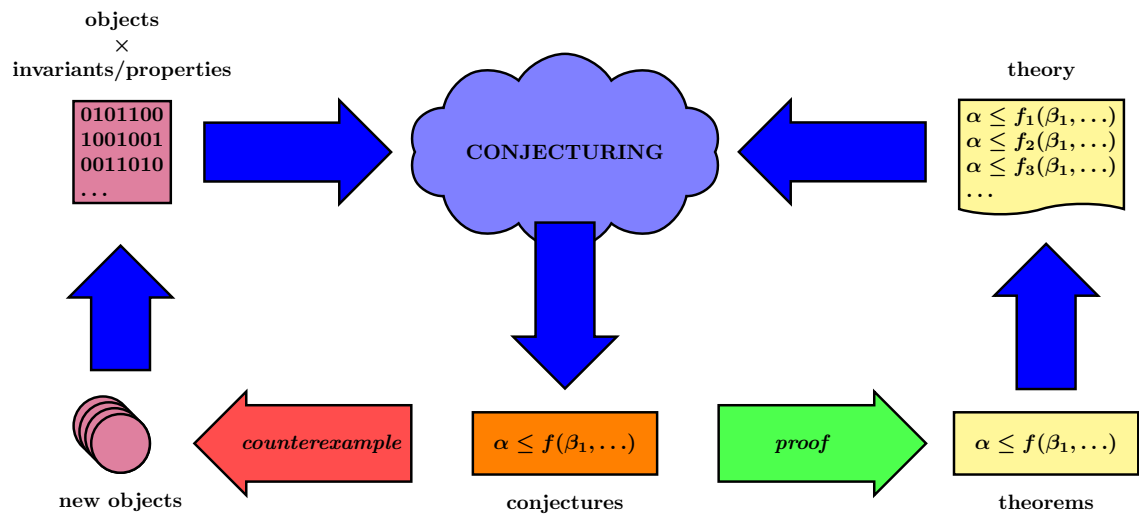 objects
×
invariants/properties
0101100
1001001
0011010
...
CONJECTURING
theory
α ≤ f₁(β₁, ...)
α ≤ f₂(β₁, ...)
α ≤ f₃(β₁, ...)
...
counterexample
α ≤ f(β₁, ...)
proof
α ≤ f(β₁, ...)
new objects
conjectures
theorems